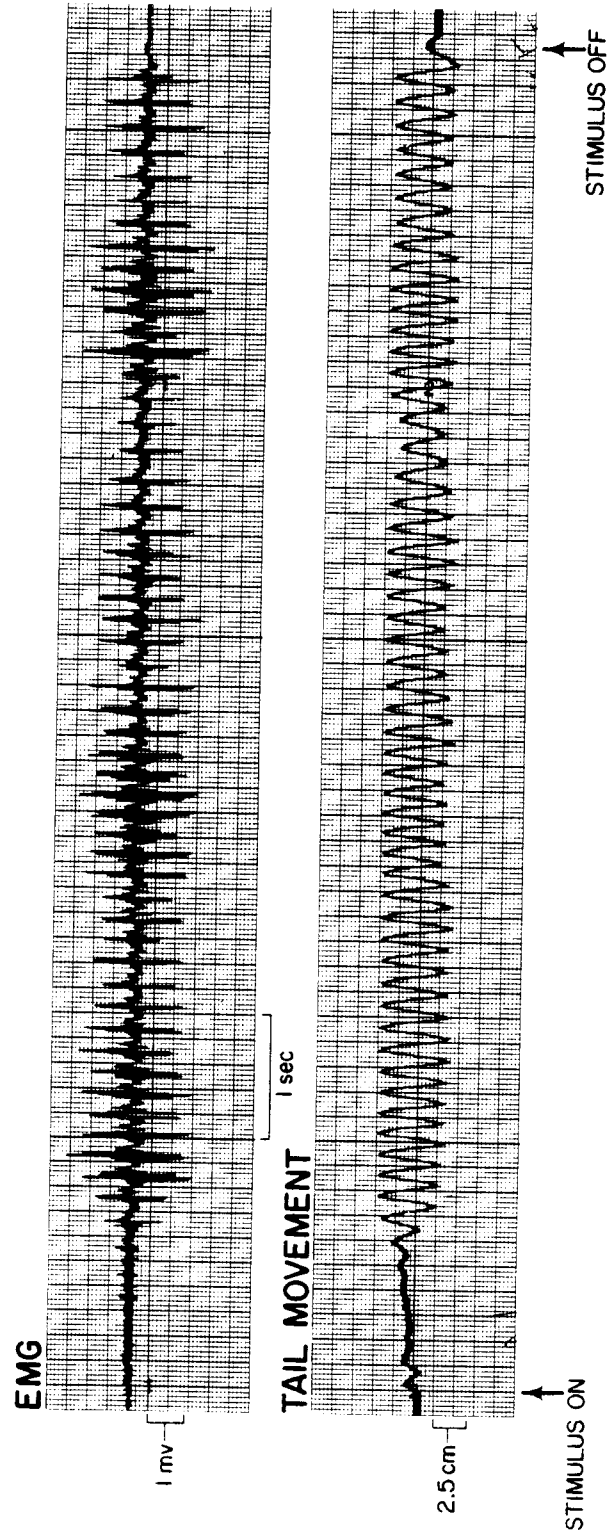 EMG
1 mv
1 sec
TAIL MOVEMENT
2.5 cm
STIMULUS ON
STIMULUS OFF